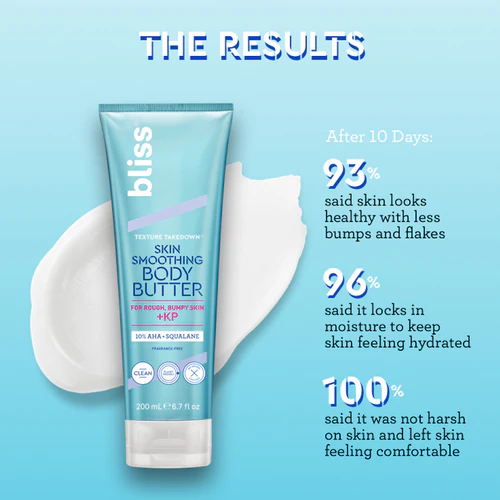 THE RESULTS
bliss
TEXTURE TAKEDOWN
SKIN
SMOOTHING
BODY
BUTTER
FOR ROUGH, BUMPY SKIN
+KP
10% AHA + SQUALANE
FRAGRANCE-FREE
CLEAN
200 mL e 6.7 fl oz
After 10 Days:
93%
said skin looks
healthy with less
bumps and flakes
96%
said it locks in
moisture to keep
skin feeling hydrated
100%
said it was not harsh
on skin and left skin
feeling comfortable